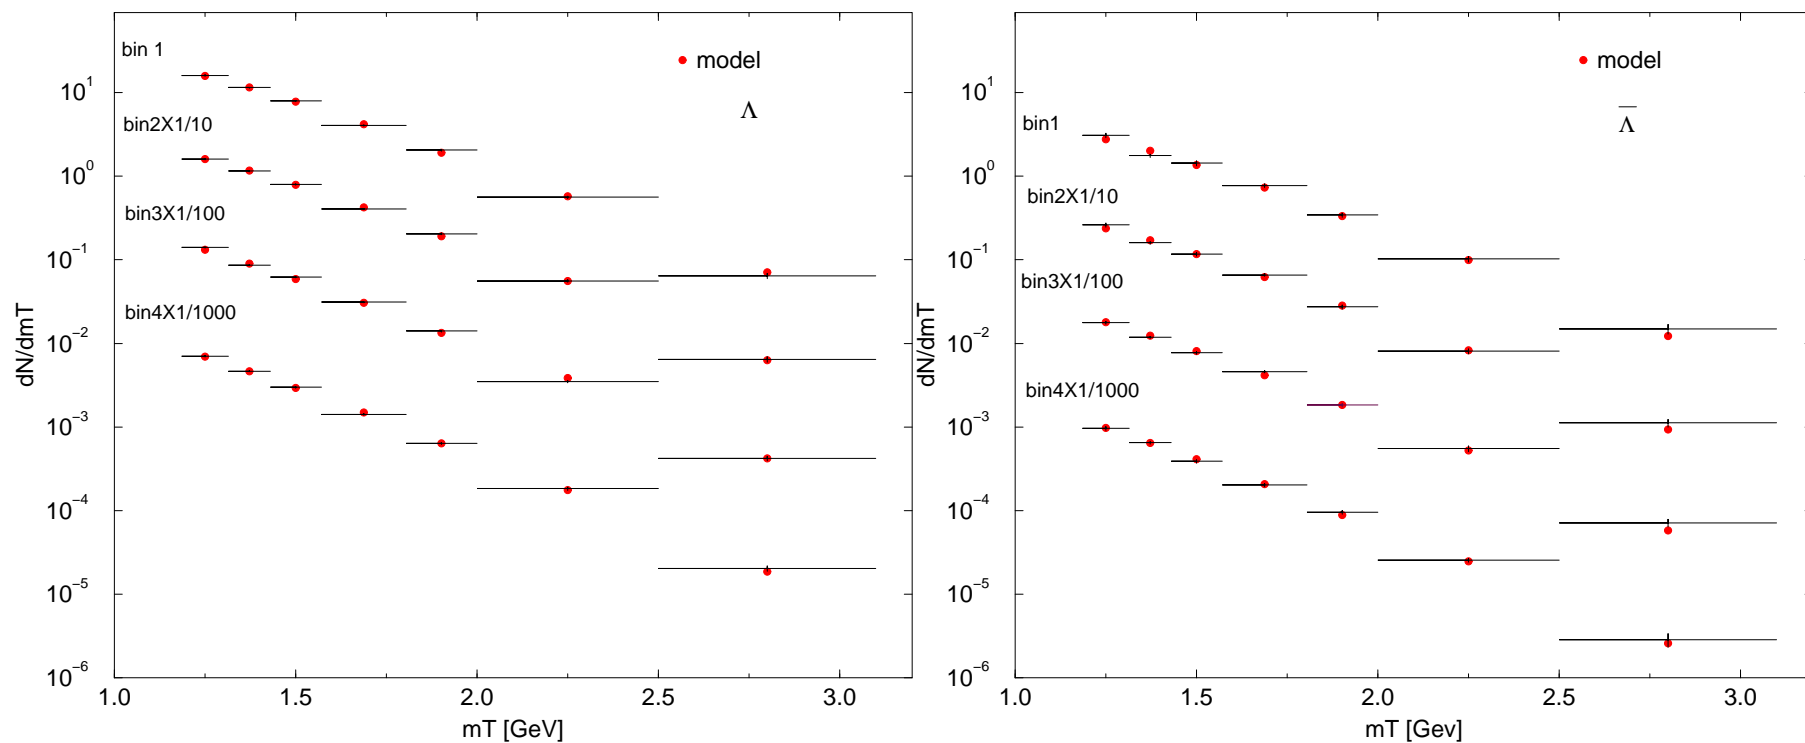 bin 1
model
10^1
Λ
bin2X1/10
10^0
bin3X1/100
10^−1
bin4X1/1000
10^−2
10^−3
10^−4
10^−5
10^−6
dN/dmT
1.0 1.5 2.0 2.5 3.0
mT [GeV]
model
10^1
Λ̅
bin1
10^0
bin2X1/10
10^−1
bin3X1/100
10^−2
bin4X1/1000
10^−3
10^−4
10^−5
10^−6
dN/dmT
1.0 1.5 2.0 2.5 3.0
mT [Gev]